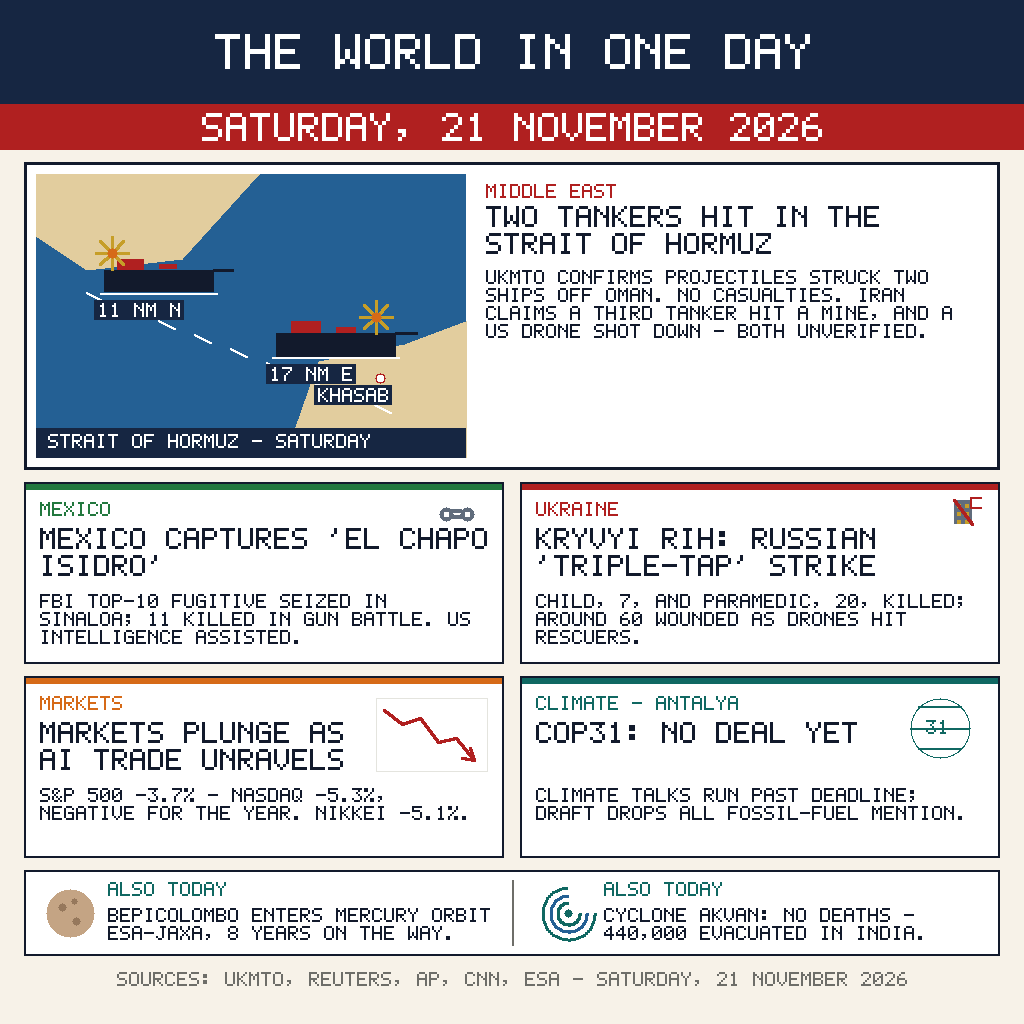 THE WORLD IN ONE DAY
SATURDAY, 21 NOVEMBER 2026
11 NM N
17 NM E
KHASAB
STRAIT OF HORMUZ - SATURDAY
MIDDLE EAST
TWO TANKERS HIT IN THE
STRAIT OF HORMUZ
UKMTO CONFIRMS PROJECTILES STRUCK TWO
SHIPS OFF OMAN. NO CASUALTIES. IRAN
CLAIMS A THIRD TANKER HIT A MINE, AND A
US DRONE SHOT DOWN - BOTH UNVERIFIED.
MEXICO
MEXICO CAPTURES 'EL CHAPO
ISIDRO'
FBI TOP-10 FUGITIVE SEIZED IN
SINALOA; 11 KILLED IN GUN BATTLE. US
INTELLIGENCE ASSISTED.
UKRAINE
F
KRYVYI RIH: RUSSIAN
'TRIPLE-TAP' STRIKE
CHILD, 7, AND PARAMEDIC, 20, KILLED;
AROUND 60 WOUNDED AS DRONES HIT
RESCUERS.
MARKETS
MARKETS PLUNGE AS
AI TRADE UNRAVELS
S&P 500 -3.7% - NASDAQ -5.3%,
NEGATIVE FOR THE YEAR. NIKKEI -5.1%.
CLIMATE - ANTALYA
COP31: NO DEAL YET
31
CLIMATE TALKS RUN PAST DEADLINE;
DRAFT DROPS ALL FOSSIL-FUEL MENTION.
ALSO TODAY
BEPICOLOMBO ENTERS MERCURY ORBIT
ESA-JAXA, 8 YEARS ON THE WAY.
ALSO TODAY
CYCLONE AKVAN: NO DEATHS -
440,000 EVACUATED IN INDIA.
SOURCES: UKMTO, REUTERS, AP, CNN, ESA - SATURDAY, 21 NOVEMBER 2026